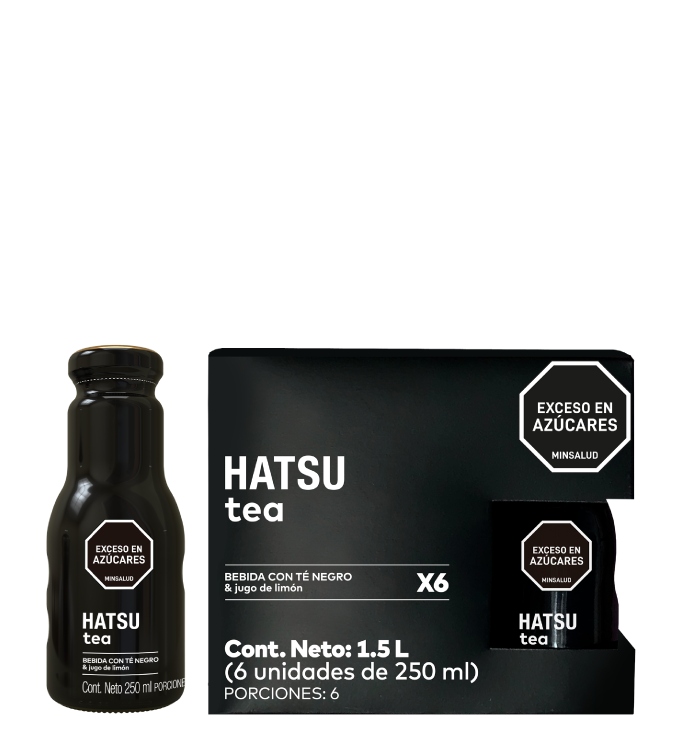 EXCESO EN
AZÚCARES
MINSALUD
HATSU
tea
BEBIDA CON TÉ NEGRO
& jugo de limón
Cont. Neto 250 ml PORCIONE
EXCESO EN
AZÚCARES
MINSALUD
HATSU
tea
BEBIDA CON TÉ NEGRO
& jugo de limón
X6
Cont. Neto: 1.5 L
(6 unidades de 250 ml)
PORCIONES: 6
EXCESO EN
AZÚCARES
MINSALUD
HATSU
tea